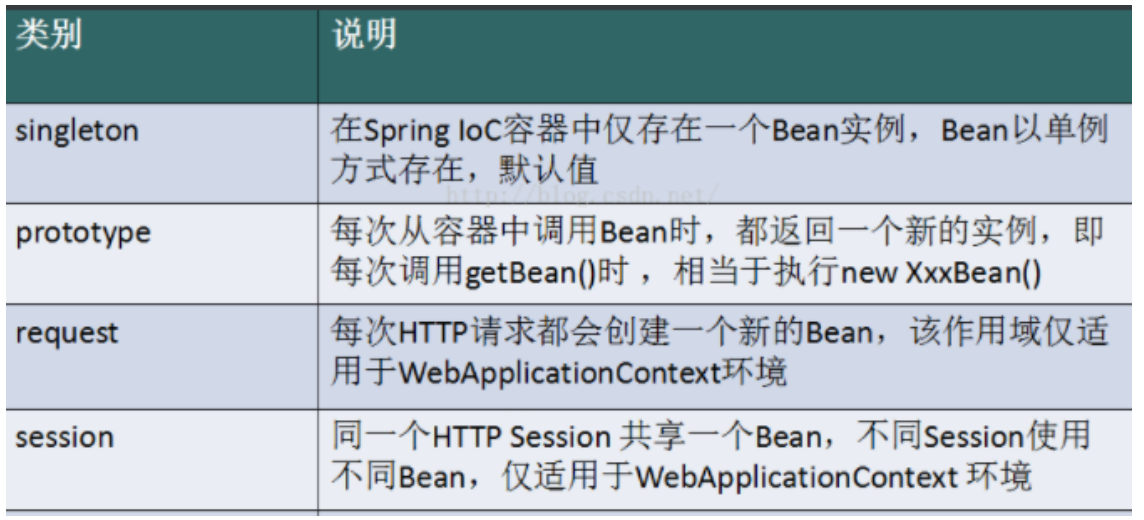 类别
说明
singleton
在Spring IoC容器中仅存在一个Bean实例，Bean以单例
方式存在，默认值
http://blog.csdn.net/
prototype
每次从容器中调用Bean时，都返回一个新的实例，即
每次调用getBean()时 ，相当于执行new XxxBean()
request
每次HTTP请求都会创建一个新的Bean，该作用域仅适
用于WebApplicationContext环境
session
同一个HTTP Session 共享一个Bean，不同Session使用
不同Bean，仅适用于WebApplicationContext 环境